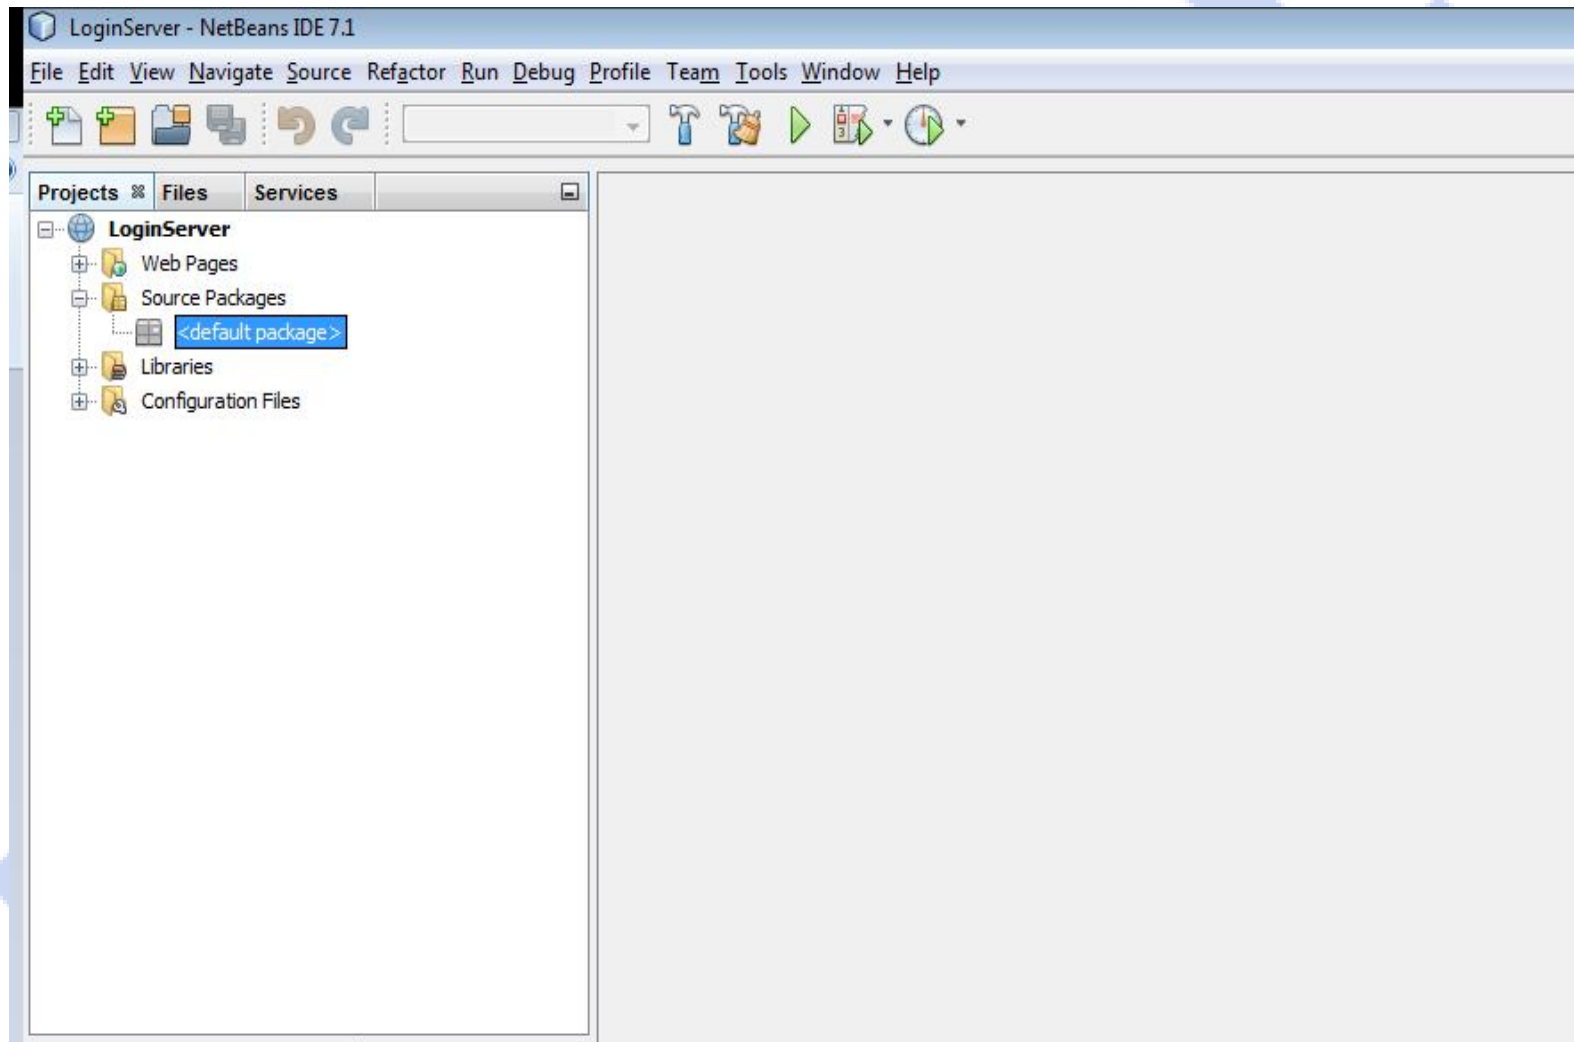 LoginServer - NetBeans IDE 7.1
File Edit View Navigate Source Refactor Run Debug Profile Team Tools Window Help
Projects Files Services
LoginServer
Web Pages
Source Packages
<default package>
Libraries
Configuration Files